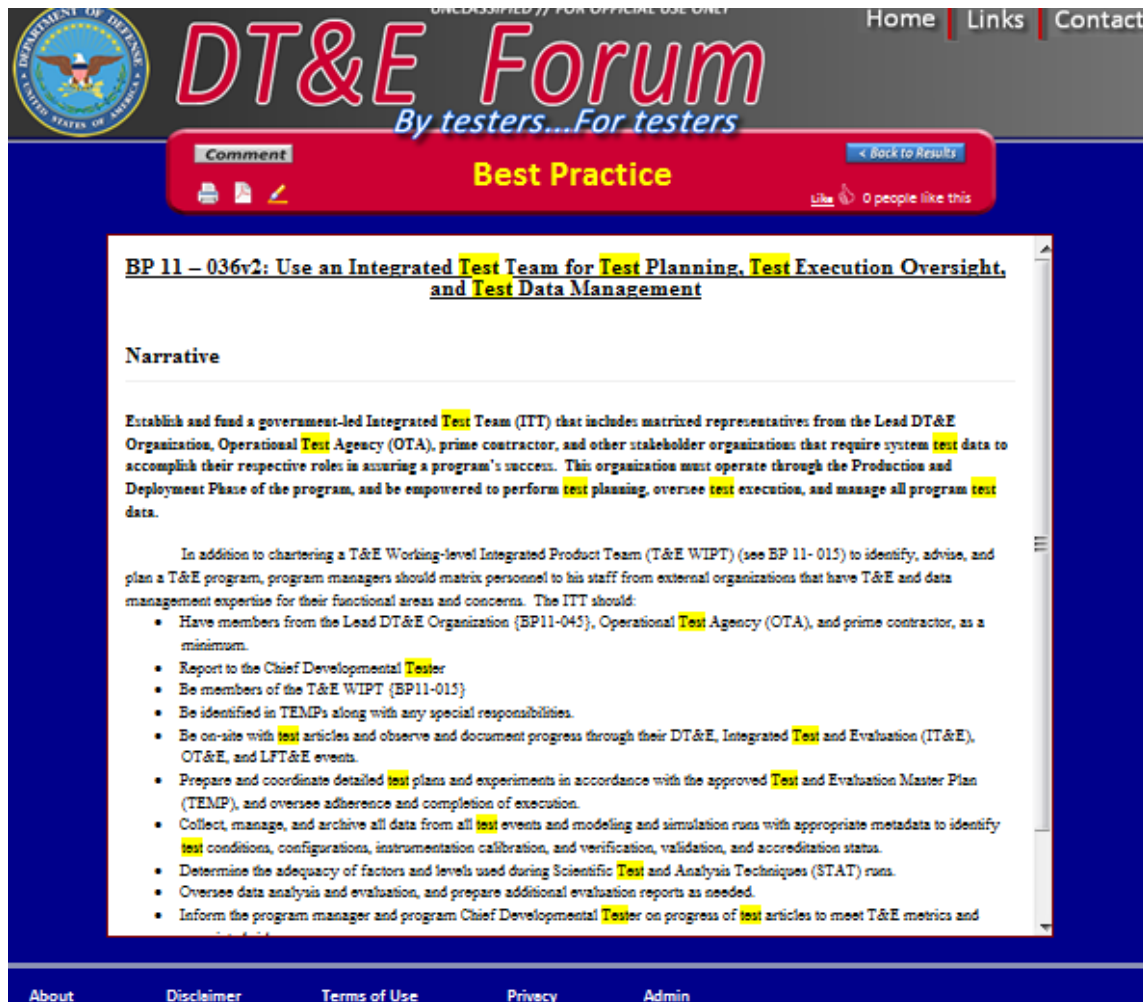 UNCLASSIFIED // FOR OFFICIAL USE ONLY
Home | Links | Contact
DEPARTMENT OF DEFENSE
UNITED STATES OF AMERICA
DT&E Forum
By testers...For testers
Comment
< Back to Results
Best Practice
Like 0 people like this
BP 11 – 036v2: Use an Integrated Test Team for Test Planning, Test Execution Oversight,
and Test Data Management
Narrative
Establish and fund a government-led Integrated Test Team (ITT) that includes matrixed representatives from the Lead DT&E
Organization, Operational Test Agency (OTA), prime contractor, and other stakeholder organizations that require system test data to
accomplish their respective roles in assuring a program's success. This organization must operate through the Production and
Deployment Phase of the program, and be empowered to perform test planning, oversee test execution, and manage all program test
data.
In addition to chartering a T&E Working-level Integrated Product Team (T&E WIPT) (see BP 11- 015) to identify, advise, and
plan a T&E program, program managers should matrix personnel to his staff from external organizations that have T&E and data
management expertise for their functional areas and concerns. The ITT should:
• Have members from the Lead DT&E Organization {BP11-045}, Operational Test Agency (OTA), and prime contractor, as a
minimum.
• Report to the Chief Developmental Tester
• Be members of the T&E WIPT {BP11-015}
• Be identified in TEMPs along with any special responsibilities.
• Be on-site with test articles and observe and document progress through their DT&E, Integrated Test and Evaluation (IT&E),
OT&E, and LFT&E events.
• Prepare and coordinate detailed test plans and experiments in accordance with the approved Test and Evaluation Master Plan
(TEMP), and oversee adherence and completion of execution.
• Collect, manage, and archive all data from all test events and modeling and simulation runs with appropriate metadata to identify
test conditions, configurations, instrumentation calibration, and verification, validation, and accreditation status.
• Determine the adequacy of factors and levels used during Scientific Test and Analysis Techniques (STAT) runs.
• Oversee data analysis and evaluation, and prepare additional evaluation reports as needed.
• Inform the program manager and program Chief Developmental Tester on progress of test articles to meet T&E metrics and
About Disclaimer Terms of Use Privacy Admin